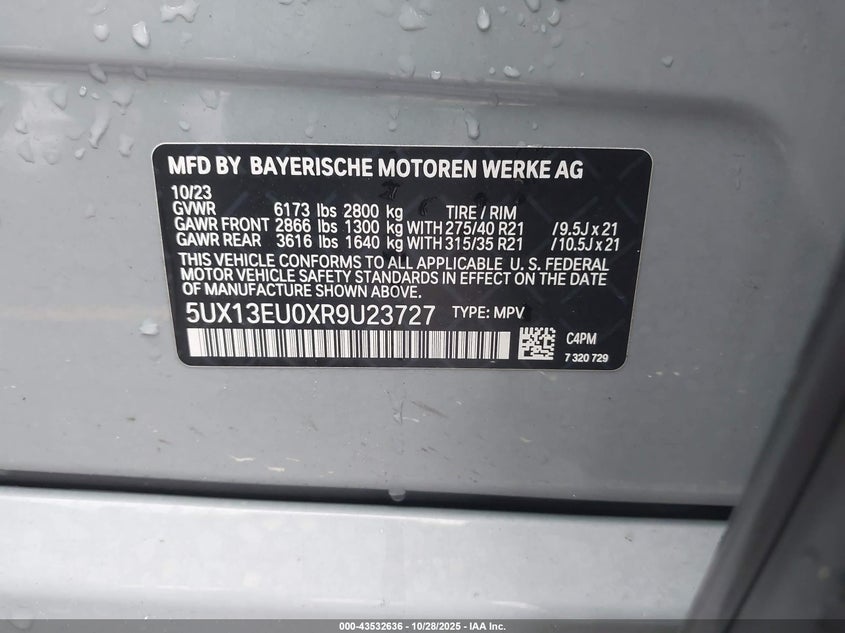 MFD BY BAYERISCHE MOTOREN WERKE AG
10/23
GVWR 6173 lbs 2800 kg TIRE / RIM
GAWR FRONT 2866 lbs 1300 kg WITH 275/40 R21 / 9.5J x 21
GAWR REAR 3616 lbs 1640 kg WITH 315/35 R21 / 10.5J x 21
THIS VEHICLE CONFORMS TO ALL APPLICABLE U. S. FEDERAL
MOTOR VEHICLE SAFETY STANDARDS IN EFFECT ON THE DATE
OF MANUFACTURE SHOWN ABOVE.
5UX13EU0XR9U23727 TYPE: MPV
C4PM
7 320 729
000-43532636 - 10/28/2025 - IAA Inc.